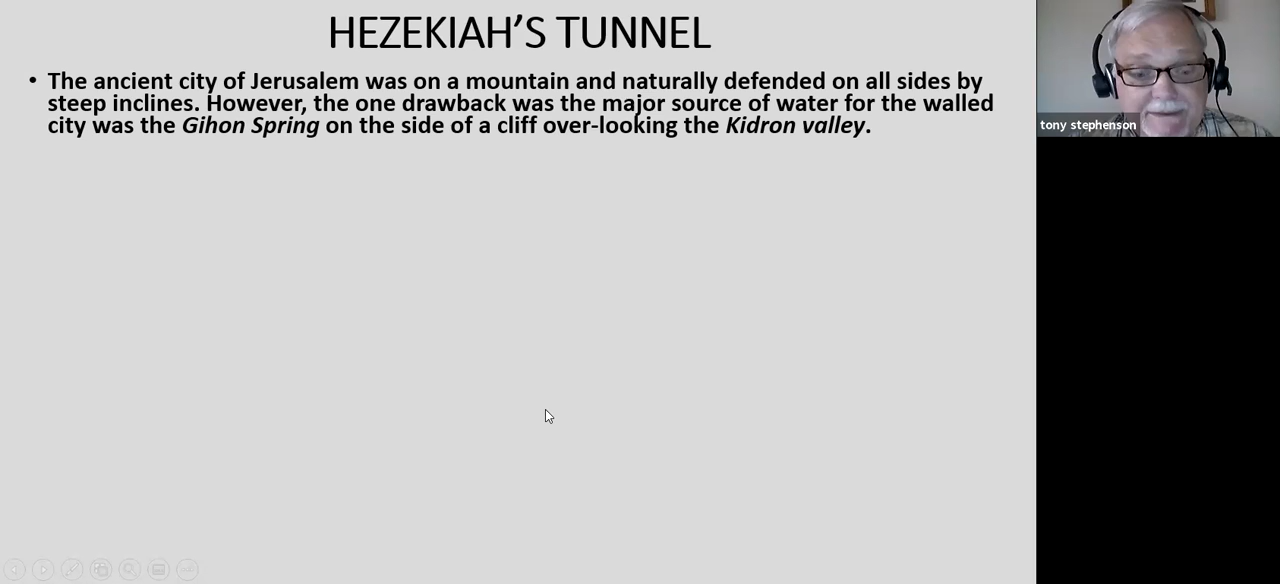 HEZEKIAH’S TUNNEL
• The ancient city of Jerusalem was on a mountain and naturally defended on all sides by
steep inclines. However, the one drawback was the major source of water for the walled
city was the Gihon Spring on the side of a cliff over-looking the Kidron valley.
tony stephenson